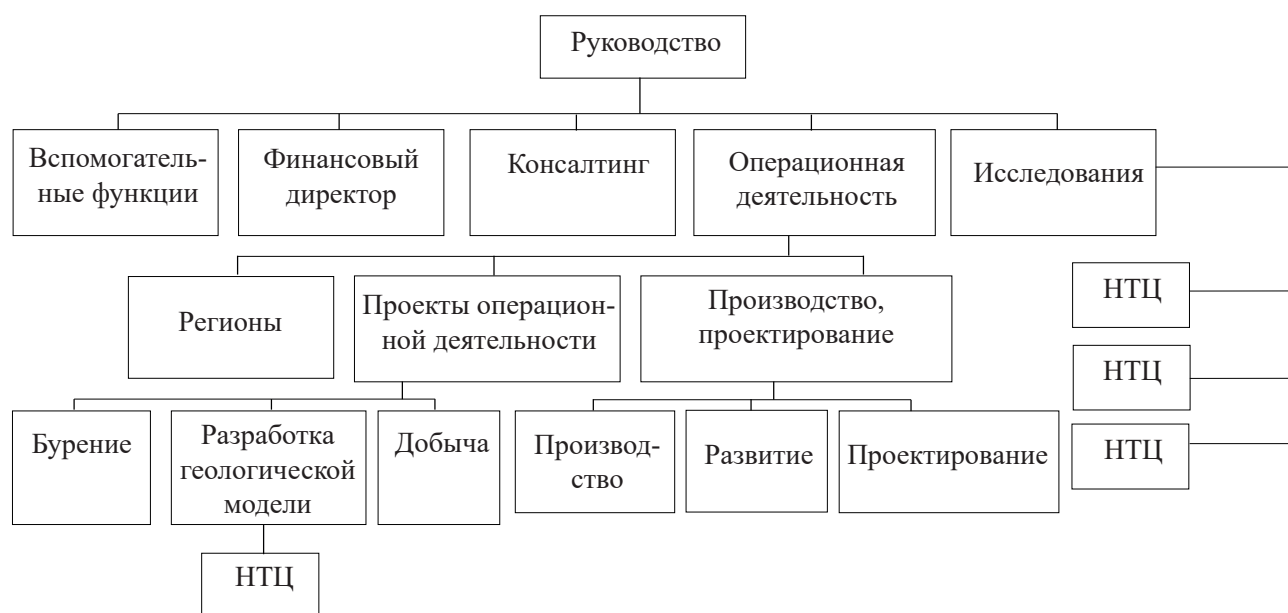 Руководство
Вспомогатель-
ные функции
Финансовый
директор
Консалтинг
Операционная
деятельность
Исследования
Регионы
Проекты операцион-
ной деятельности
Производство,
проектирование
НТЦ
НТЦ
НТЦ
Бурение
Разработка
геологической
модели
Добыча
Производ-
ство
Развитие
Проектирование
НТЦ